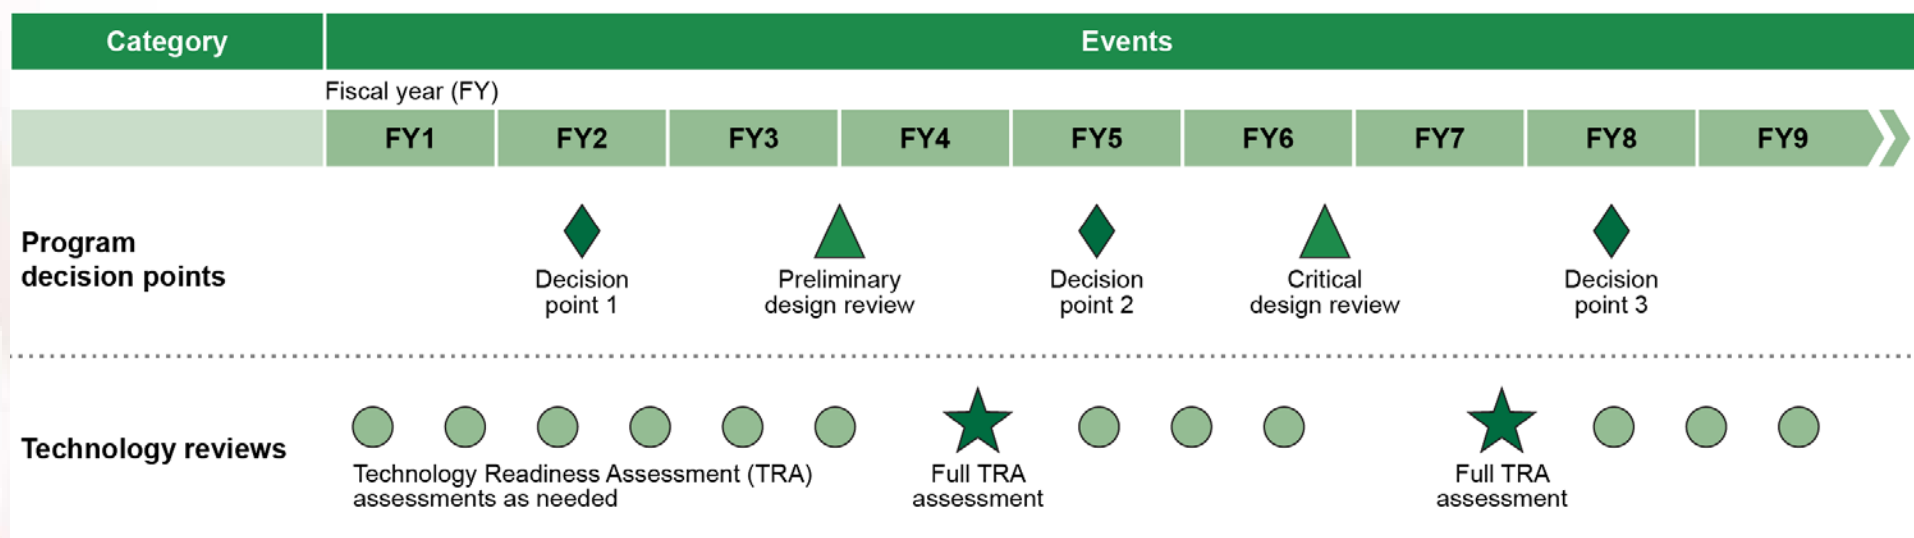 Category
Events
Fiscal year (FY)
FY1
FY2
FY3
FY4
FY5
FY6
FY7
FY8
FY9
Program
decision points
Decision
point 1
Preliminary
design review
Decision
point 2
Critical
design review
Decision
point 3
Technology reviews
Technology Readiness Assessment (TRA)
assessments as needed
Full TRA
assessment
Full TRA
assessment